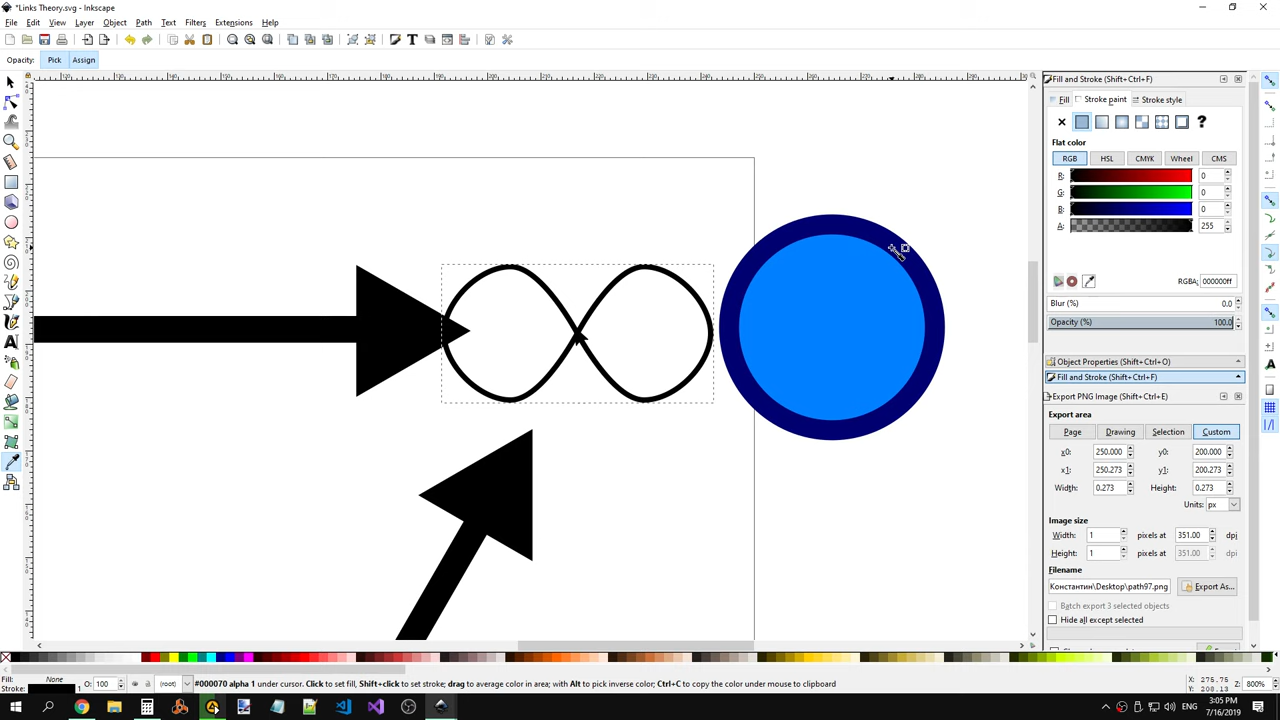 *Links Theory.svg - Inkscape
File Edit View Layer Object Path Text Filters Extensions Help
Opacity: Pick Assign
Fill and Stroke (Shift+Ctrl+F)
Fill Stroke paint Stroke style
?
Flat color
RGB HSL CMYK Wheel CMS
R: 0
G: 0
B: 0
A: 255
RGBA: 000000ff
Blur (%) 0.0
Opacity (%) 100.0
Object Properties (Shift+Ctrl+O)
Fill and Stroke (Shift+Ctrl+F)
Export PNG Image (Shift+Ctrl+E)
Export area
Page Drawing Selection Custom
x0: 250.000 y0: 200.000
x1: 250.273 y1: 200.273
Width: 0.273 Height: 0.273
Units: px
Image size
Width: 1 pixels at 351.00 dpi
Height: 1 pixels at 351.00 dpi
Filename
Константин\Desktop\path97.png Export As...
Batch export 3 selected objects
Hide all except selected
Fill: Stroke: 1 O: 100 (root) #000070 alpha 1 under cursor. Click to set fill, Shift+click to set stroke; drag to average color in area; with Alt to pick inverse color; Ctrl+C to copy the color under mouse to clipboard
X: 275.75
Y: 208.13
Z: 800%
ENG 3:05 PM
7/16/2019